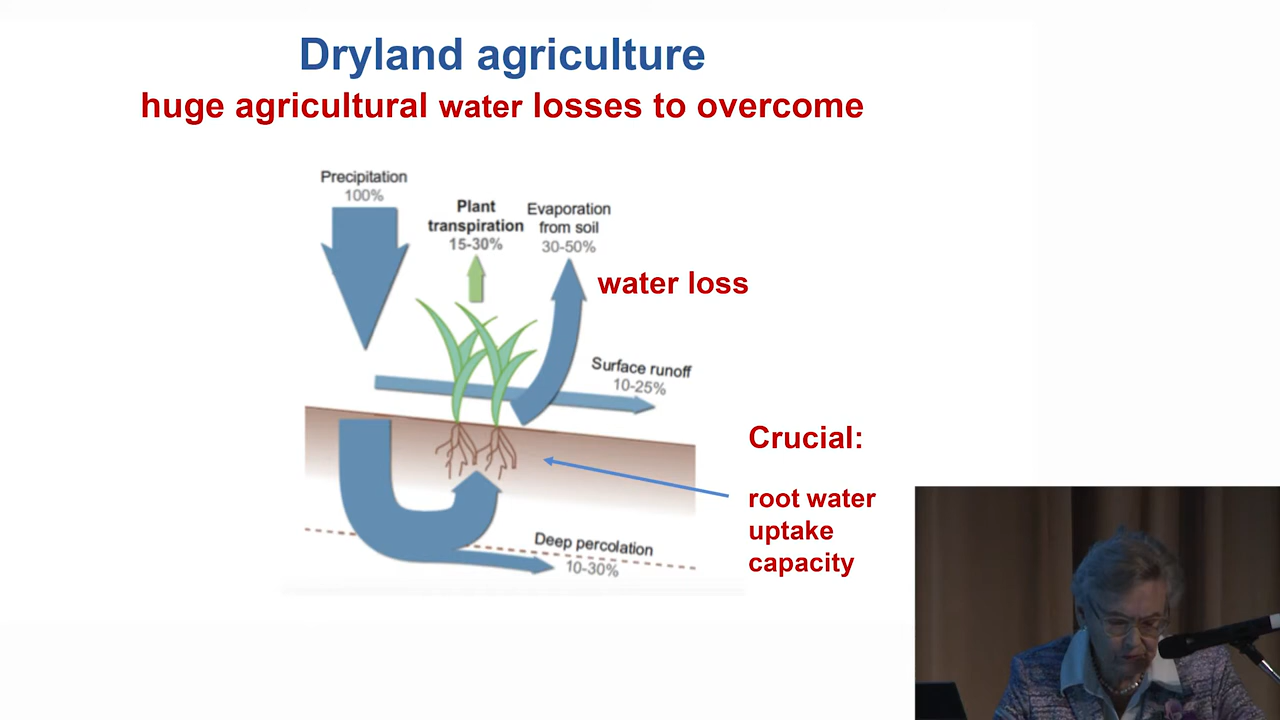 Dryland agriculture
huge agricultural water losses to overcome
Precipitation
100%
Plant
transpiration
15-30%
Evaporation
from soil
30-50%
water loss
Surface runoff
10-25%
Crucial:
root water
uptake
capacity
Deep percolation
10-30%